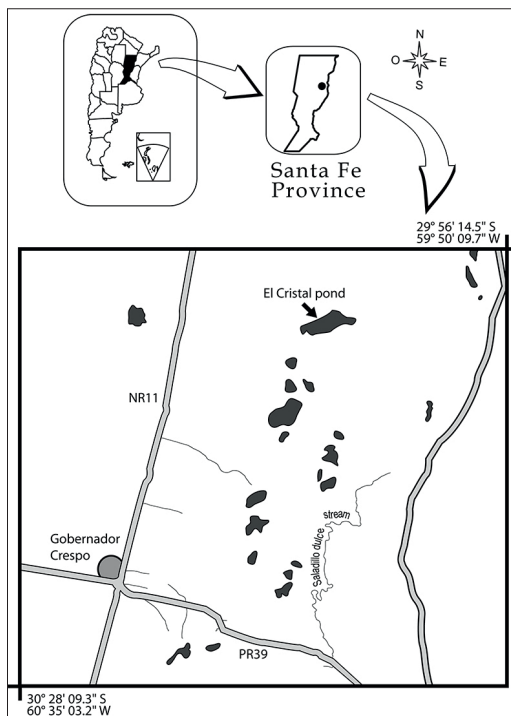 N
O E
S
Santa Fe
Province
29° 56' 14.5" S
59° 50' 09.7" W
El Cristal pond
NR11
stream
Saladillo dulce
Gobernador
Crespo
PR39
30° 28' 09.3" S
60° 35' 03.2" W